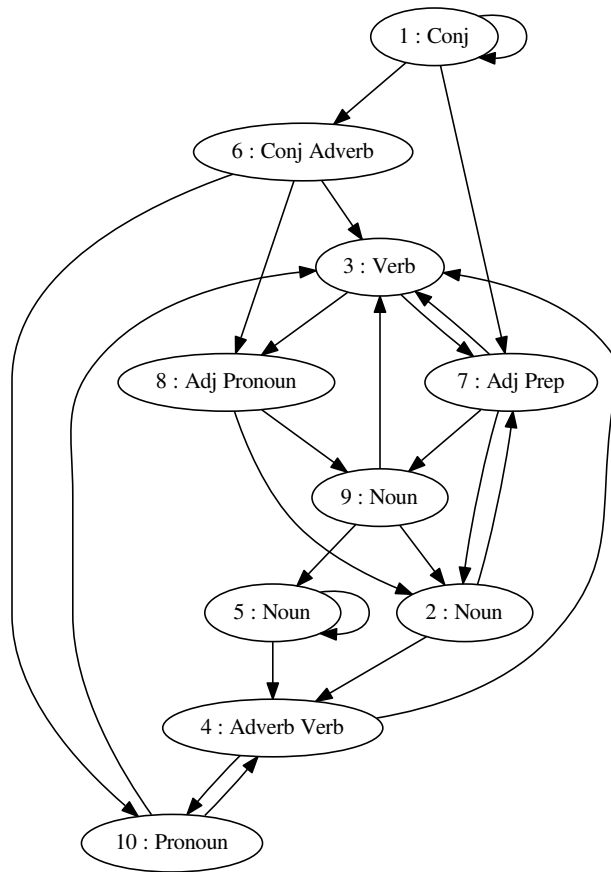 1 : Conj
6 : Conj Adverb
3 : Verb
8 : Adj Pronoun
7 : Adj Prep
9 : Noun
5 : Noun
2 : Noun
4 : Adverb Verb
10 : Pronoun